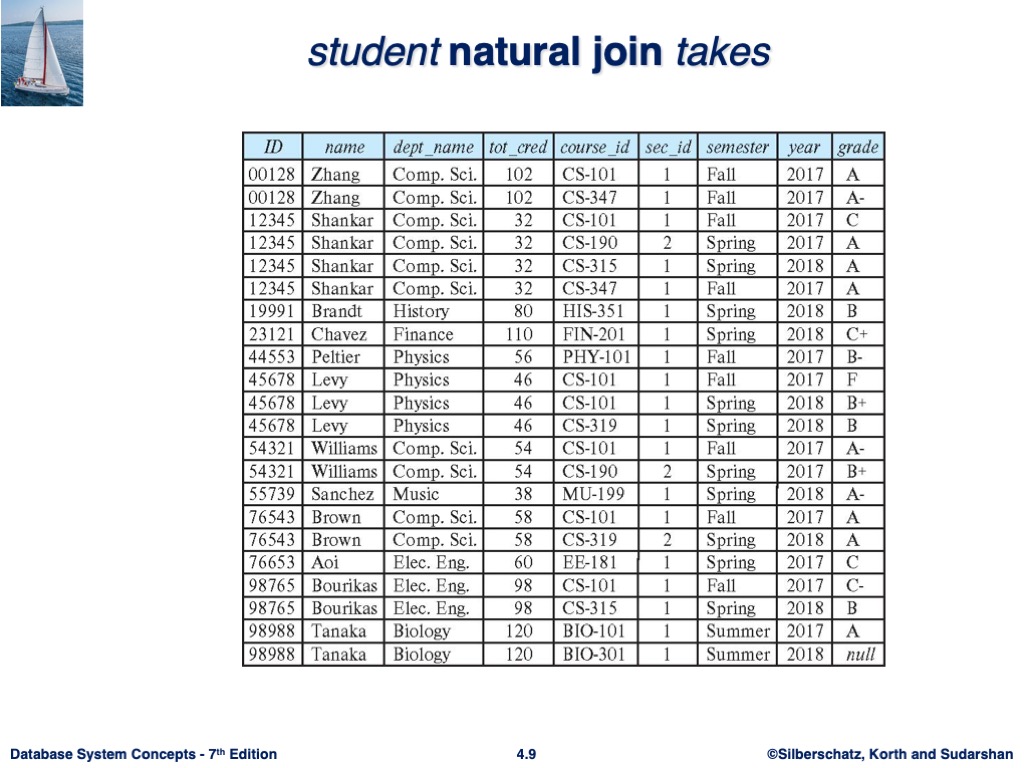 student natural join takes
ID name dept_name tot_cred course_id sec_id semester year grade
00128 Zhang Comp. Sci. 102 CS-101 1 Fall 2017 A
00128 Zhang Comp. Sci. 102 CS-347 1 Fall 2017 A-
12345 Shankar Comp. Sci. 32 CS-101 1 Fall 2017 C
12345 Shankar Comp. Sci. 32 CS-190 2 Spring 2017 A
12345 Shankar Comp. Sci. 32 CS-315 1 Spring 2018 A
12345 Shankar Comp. Sci. 32 CS-347 1 Fall 2017 A
19991 Brandt History 80 HIS-351 1 Spring 2018 B
23121 Chavez Finance 110 FIN-201 1 Spring 2018 C+
44553 Peltier Physics 56 PHY-101 1 Fall 2017 B-
45678 Levy Physics 46 CS-101 1 Fall 2017 F
45678 Levy Physics 46 CS-101 1 Spring 2018 B+
45678 Levy Physics 46 CS-319 1 Spring 2018 B
54321 Williams Comp. Sci. 54 CS-101 1 Fall 2017 A-
54321 Williams Comp. Sci. 54 CS-190 2 Spring 2017 B+
55739 Sanchez Music 38 MU-199 1 Spring 2018 A-
76543 Brown Comp. Sci. 58 CS-101 1 Fall 2017 A
76543 Brown Comp. Sci. 58 CS-319 2 Spring 2018 A
76653 Aoi Elec. Eng. 60 EE-181 1 Spring 2017 C
98765 Bourikas Elec. Eng. 98 CS-101 1 Fall 2017 C-
98765 Bourikas Elec. Eng. 98 CS-315 1 Spring 2018 B
98988 Tanaka Biology 120 BIO-101 1 Summer 2017 A
98988 Tanaka Biology 120 BIO-301 1 Summer 2018 null
Database System Concepts - 7th Edition 4.9 ©Silberschatz, Korth and Sudarshan